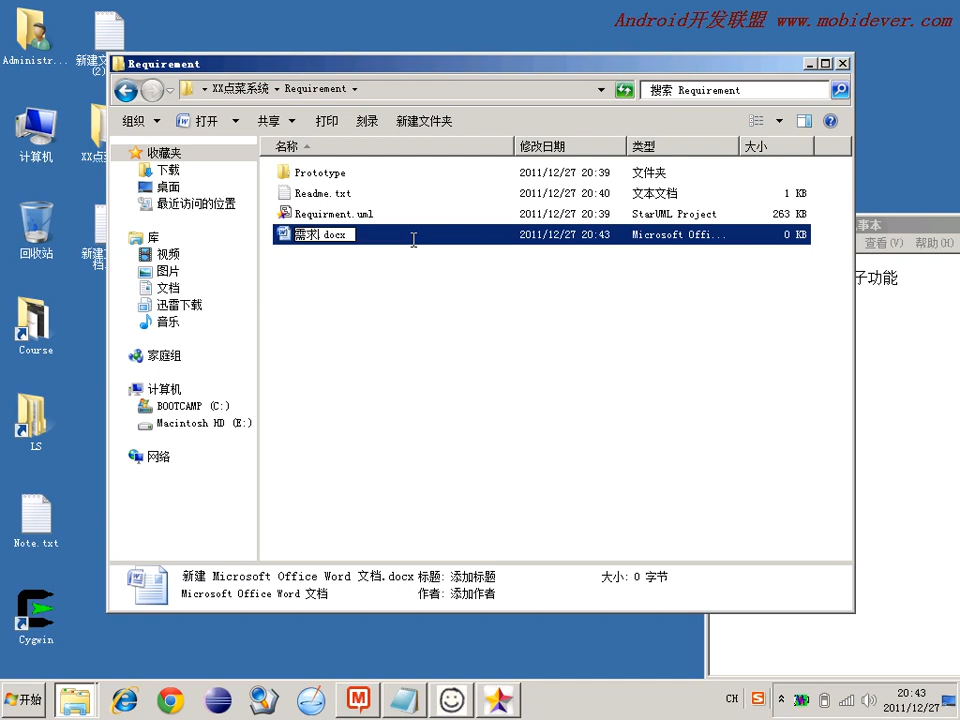 Android开发联盟 www.mobidever.com
Administr...
新建文
(2)
计算机
XX点菜
回收站
新建
档.
Course
LS
Note.txt
Cygwin
Requirement
XX点菜系统 Requirement
搜索 Requirement
组织 打开 共享 打印 刻录 新建文件夹
名称 修改日期 类型 大小
Prototype 2011/12/27 20:39 文件夹
Readme.txt 2011/12/27 20:40 文本文档 1 KB
Requirment.uml 2011/12/27 20:39 StarUML Project 263 KB
需求.docx 2011/12/27 20:43 Microsoft Offi... 0 KB
收藏夹
下载
桌面
最近访问的位置
库
视频
图片
文档
迅雷下载
音乐
家庭组
计算机
BOOTCAMP (C:)
Macintosh HD (E:)
网络
新建 Microsoft Office Word 文档.docx 标题: 添加标题 大小: 0 字节
Microsoft Office Word 文档 作者: 添加作者
事本
查看(V) 帮助(H)
子功能
开始
CH
20:43
2011/12/27